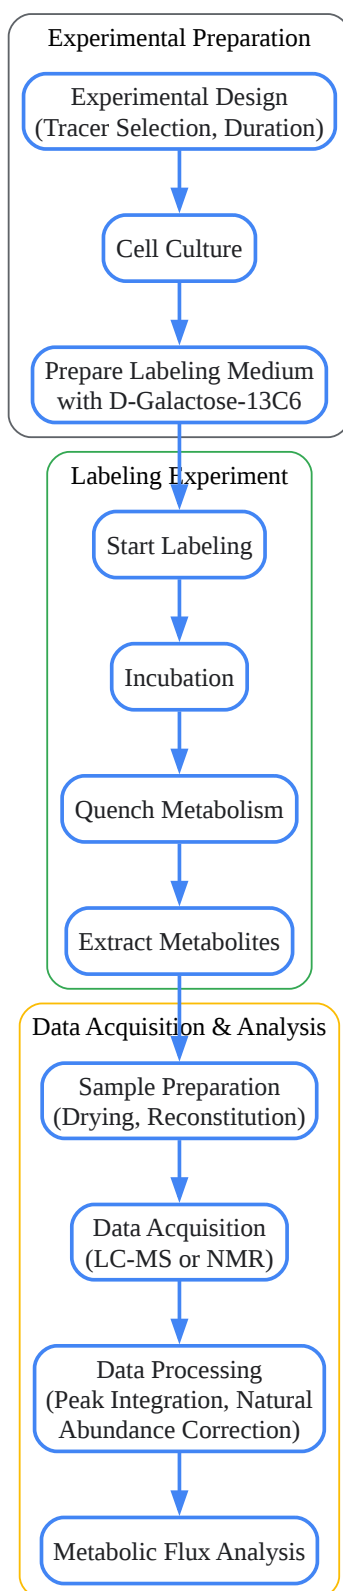 Experimental Preparation
Experimental Design
(Tracer Selection, Duration)
Cell Culture
Prepare Labeling Medium
with D-Galactose-13C6
Labeling Experiment
Start Labeling
Incubation
Quench Metabolism
Extract Metabolites
Data Acquisition & Analysis
Sample Preparation
(Drying, Reconstitution)
Data Acquisition
(LC-MS or NMR)
Data Processing
(Peak Integration, Natural
Abundance Correction)
Metabolic Flux Analysis